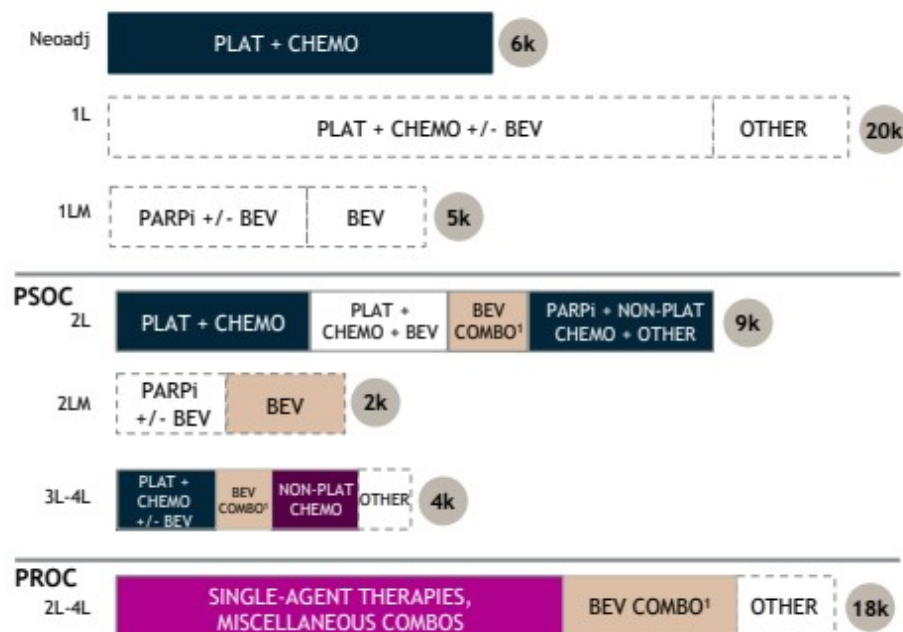 Neoadj
PLAT + CHEMO
6k
1L
PLAT + CHEMO +/- BEV
OTHER
20k
1LM
PARPi +/- BEV
BEV
5k
PSOC
2L
PLAT + CHEMO
PLAT +
CHEMO + BEV
BEV
COMBO¹
PARPi + NON-PLAT
CHEMO + OTHER
9k
2LM
PARPi
+/- BEV
BEV
2k
3L-4L
PLAT +
CHEMO
+/- BEV
BEV
COMBO¹
NON-PLAT
CHEMO
OTHER
4k
PROC
2L-4L
SINGLE-AGENT THERAPIES,
MISCELLANEOUS COMBOS
BEV COMBO¹
OTHER
18k